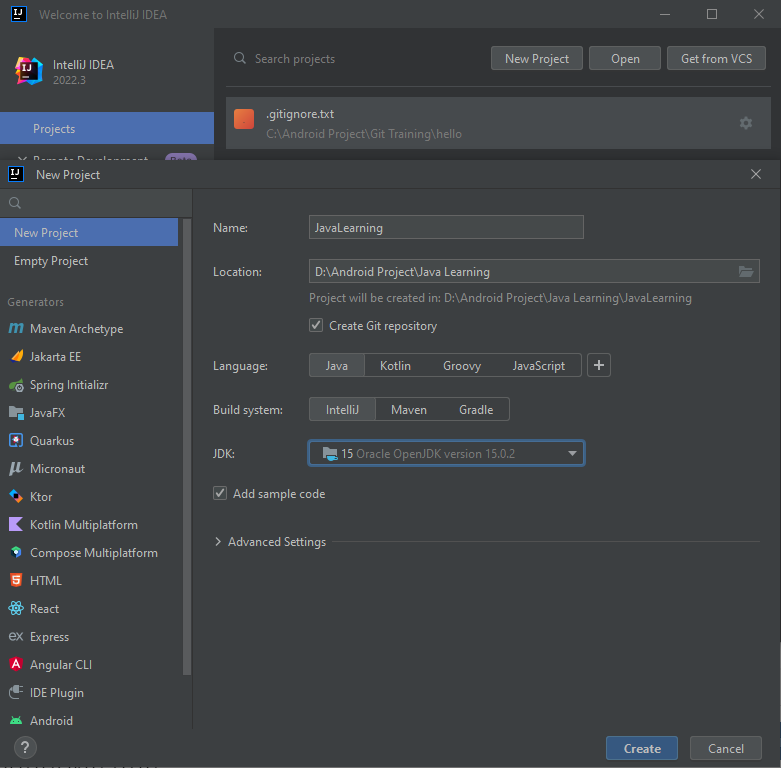 Welcome to IntelliJ IDEA
IntelliJ IDEA
2022.3
Search projects
New Project
Open
Get from VCS
Projects
.gitignore.txt
C:\Android Project\Git Training\hello
Remote Development
Beta
New Project
New Project
Empty Project
Generators
Maven Archetype
Jakarta EE
Spring Initializr
JavaFX
Quarkus
Micronaut
Ktor
Kotlin Multiplatform
Compose Multiplatform
HTML
React
ex Express
Angular CLI
IDE Plugin
Android
Name: JavaLearning
Location: D:\Android Project\Java Learning
Project will be created in: D:\Android Project\Java Learning\JavaLearning
Create Git repository
Language: Java Kotlin Groovy JavaScript +
Build system: IntelliJ Maven Gradle
JDK: 15 Oracle OpenJDK version 15.0.2
Add sample code
Advanced Settings
?
Create
Cancel